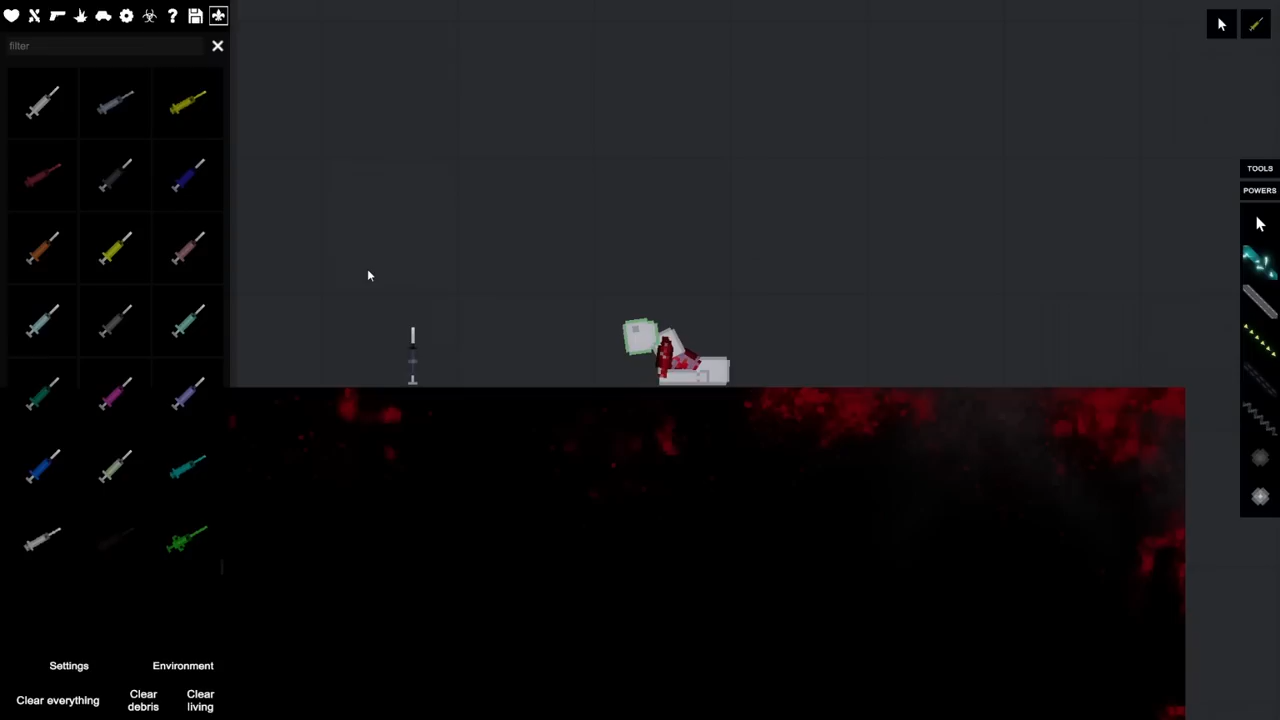 ?
filter
TOOLS
POWERS
Settings
Environment
Clear everything
Clear
debris
Clear
living